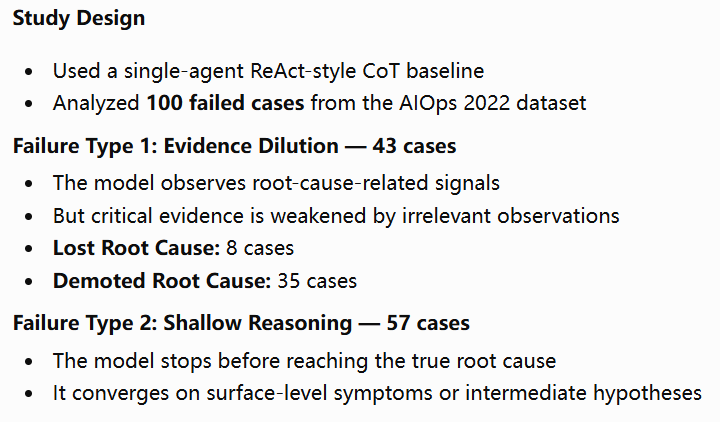 Study Design
• Used a single-agent ReAct-style CoT baseline
• Analyzed 100 failed cases from the AIOps 2022 dataset
Failure Type 1: Evidence Dilution — 43 cases
• The model observes root-cause-related signals
• But critical evidence is weakened by irrelevant observations
• Lost Root Cause: 8 cases
• Demoted Root Cause: 35 cases
Failure Type 2: Shallow Reasoning — 57 cases
• The model stops before reaching the true root cause
• It converges on surface-level symptoms or intermediate hypotheses